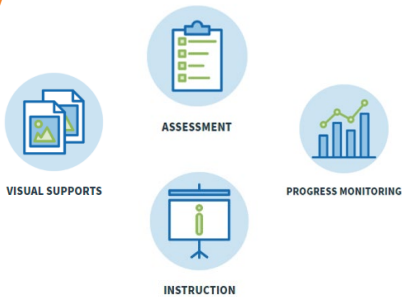 ASSESSMENT
VISUAL SUPPORTS
PROGRESS MONITORING
INSTRUCTION